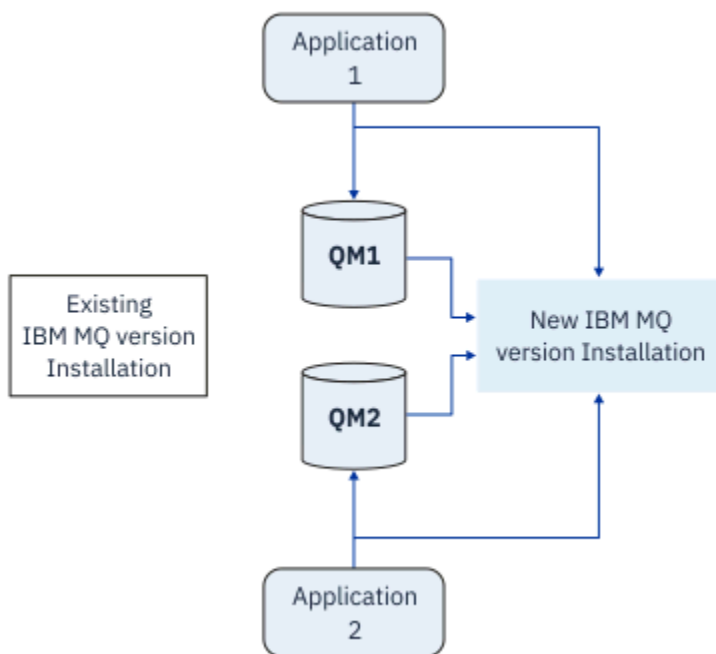 Application
1
QM1
Existing
IBM MQ version
Installation
New IBM MQ
version Installation
QM2
Application
2